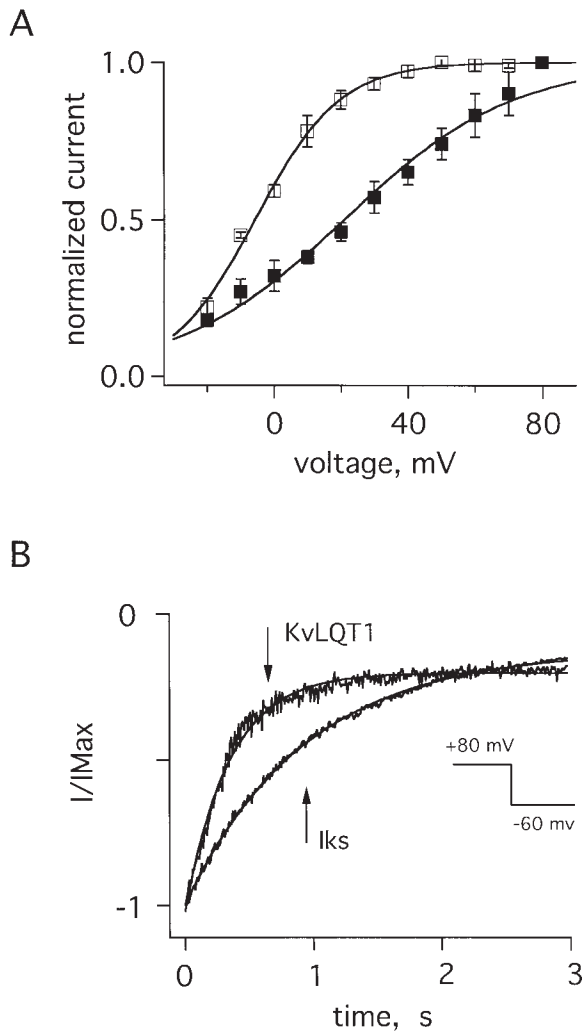 A
normalized current
1.0
0.5
0.0
0
40
80
voltage, mV
B
I/IMax
0
-1
KvLQT1
Iks
+80 mV
-60 mv
0
1
2
3
time, s